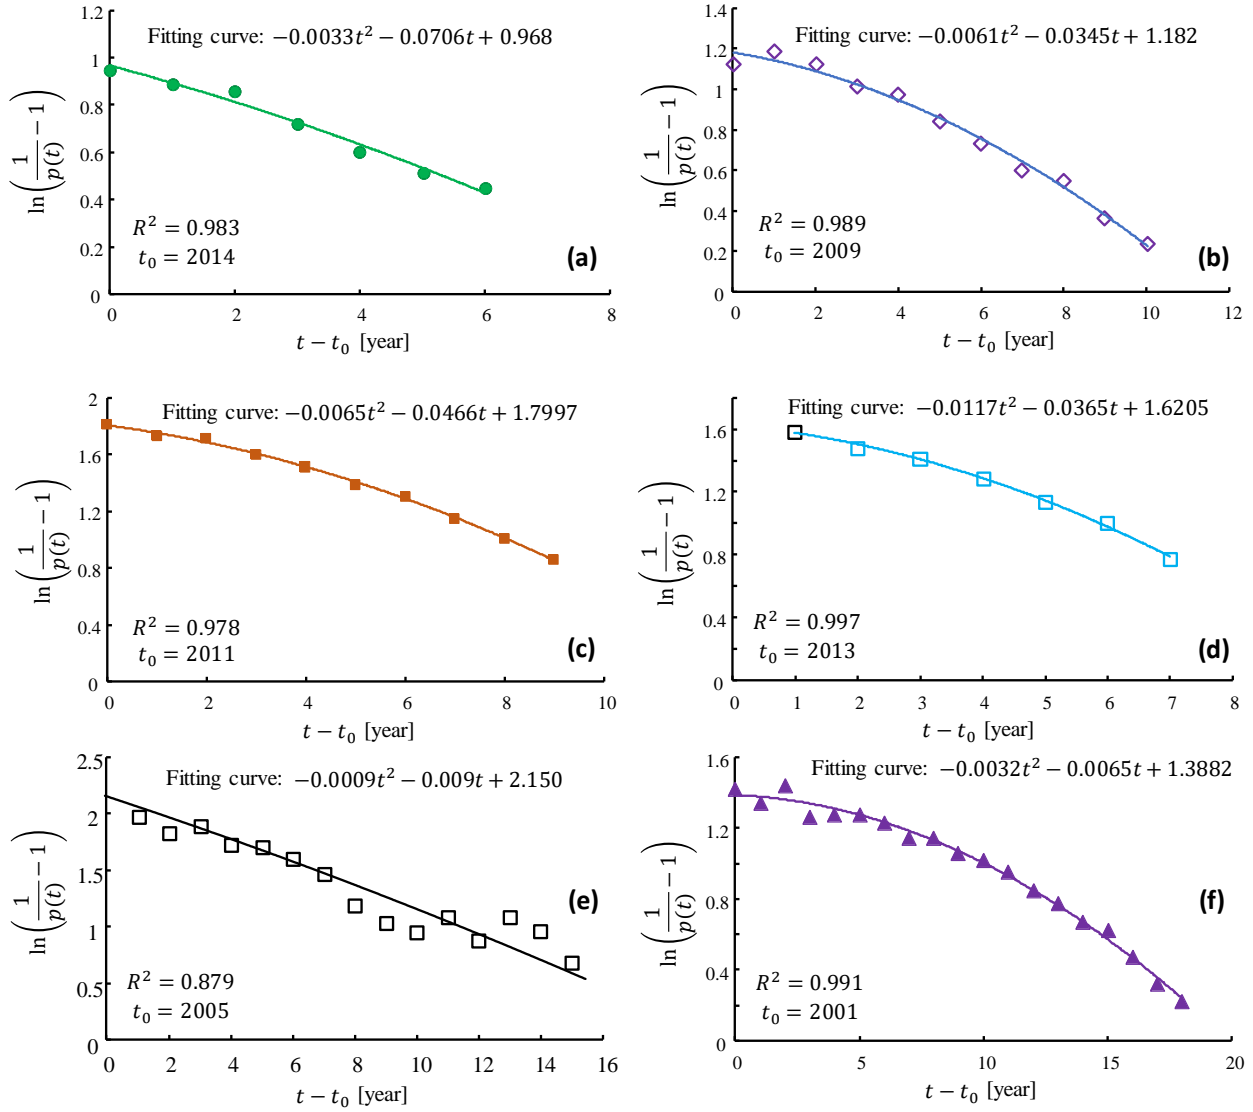 Fitting curve: −0.0033t² − 0.0706t + 0.968
1.2
1
0.8
0.6
0.4
0.2
0
ln(1/p(t) − 1)
R² = 0.983
t₀ = 2014
(a)
0 2 4 6 8
t − t₀ [year]
Fitting curve: −0.0061t² − 0.0345t + 1.182
1.4
1.2
1.0
0.8
0.6
0.4
0.2
0
ln(1/p(t) − 1)
R² = 0.989
t₀ = 2009
(b)
0 2 4 6 8 10 12
t − t₀ [year]
Fitting curve: −0.0065t² − 0.0466t + 1.7997
2
1.6
1.2
0.8
0.4
0
ln(1/p(t) − 1)
R² = 0.978
t₀ = 2011
(c)
0 2 4 6 8 10
t − t₀ [year]
Fitting curve: −0.0117t² − 0.0365t + 1.6205
1.6
1.2
0.8
0.4
0
ln(1/p(t) − 1)
R² = 0.997
t₀ = 2013
(d)
0 1 2 3 4 5 6 7 8
t − t₀ [year]
Fitting curve: −0.0009t² − 0.009t + 2.150
2.5
2
1.5
1
0.5
0
ln(1/p(t) − 1)
R² = 0.879
t₀ = 2005
(e)
0 2 4 6 8 10 12 14 16
t − t₀ [year]
Fitting curve: −0.0032t² − 0.0065t + 1.3882
1.6
1.2
0.8
0.4
0
ln(1/p(t) − 1)
R² = 0.991
t₀ = 2001
(f)
0 5 10 15 20
t − t₀ [year]